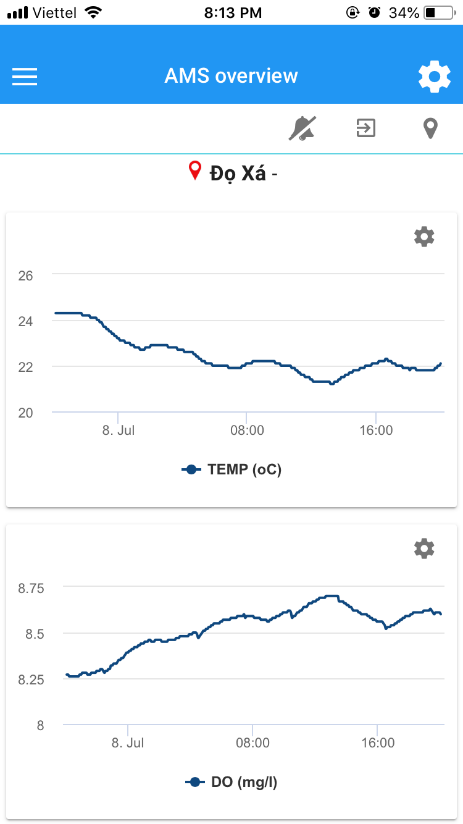 Viettel 8:13 PM 34%
AMS overview
Đọ Xá -
26
24
22
20
8. Jul 08:00 16:00
TEMP (oC)
8.75
8.5
8.25
8
8. Jul 08:00 16:00
DO (mg/l)